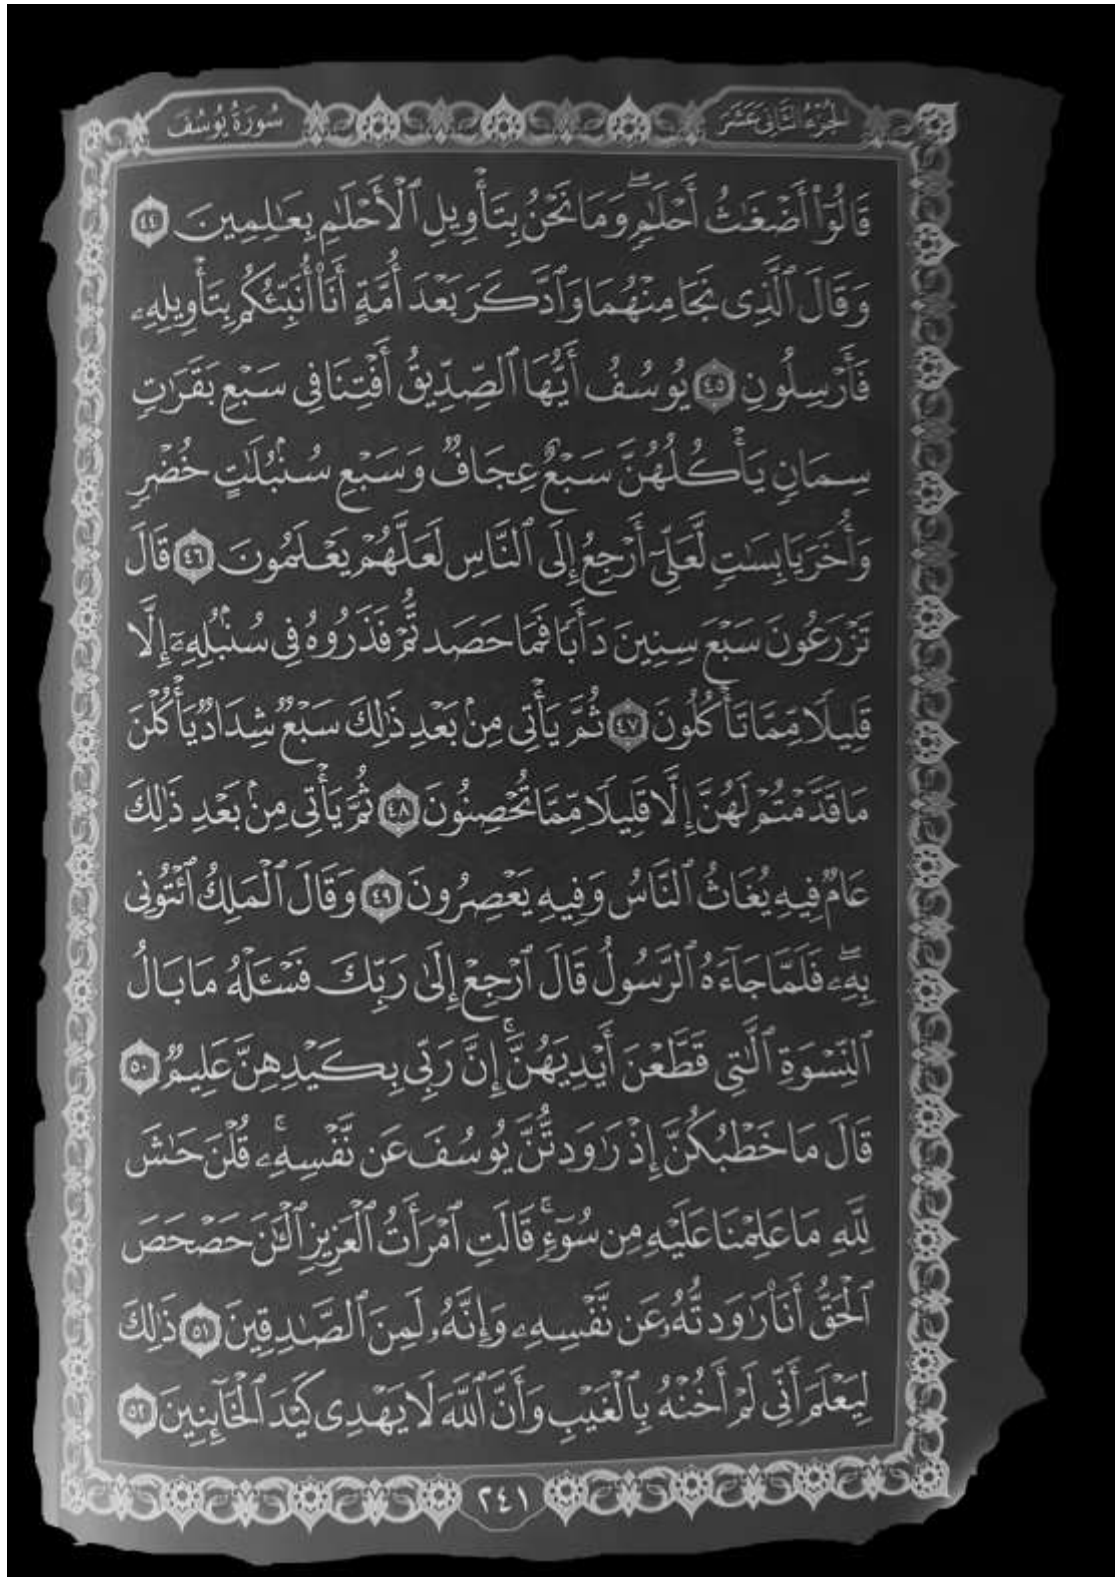 الجزء الثاني عشر
سورة يوسف
قَالُوٓا۟ أَضْغَـٰثُ أَحْلَـٰمٍۢ ۖ وَمَا نَحْنُ بِتَأْوِيلِ ٱلْأَحْلَـٰمِ بِعَـٰلِمِينَ ٤٤
وَقَالَ ٱلَّذِى نَجَا مِنْهُمَا وَٱدَّكَرَ بَعْدَ أُمَّةٍ أَنَا۠ أُنَبِّئُكُم بِتَأْوِيلِهِۦ
فَأَرْسِلُونِ ٤٥ يُوسُفُ أَيُّهَا ٱلصِّدِّيقُ أَفْتِنَا فِى سَبْعِ بَقَرَٰتٍۢ
سِمَانٍۢ يَأْكُلُهُنَّ سَبْعٌ عِجَافٌۭ وَسَبْعِ سُنۢبُلَـٰتٍ خُضْرٍۢ
وَأُخَرَ يَابِسَـٰتٍۢ لَّعَلِّىٓ أَرْجِعُ إِلَى ٱلنَّاسِ لَعَلَّهُمْ يَعْلَمُونَ ٤٦ قَالَ
تَزْرَعُونَ سَبْعَ سِنِينَ دَأَبًۭا فَمَا حَصَدتُّمْ فَذَرُوهُ فِى سُنۢبُلِهِۦٓ إِلَّا
قَلِيلًۭا مِّمَّا تَأْكُلُونَ ٤٧ ثُمَّ يَأْتِى مِنۢ بَعْدِ ذَٰلِكَ سَبْعٌۭ شِدَادٌۭ يَأْكُلْنَ
مَا قَدَّمْتُمْ لَهُنَّ إِلَّا قَلِيلًۭا مِّمَّا تُحْصِنُونَ ٤٨ ثُمَّ يَأْتِى مِنۢ بَعْدِ ذَٰلِكَ
عَامٌۭ فِيهِ يُغَاثُ ٱلنَّاسُ وَفِيهِ يَعْصِرُونَ ٤٩ وَقَالَ ٱلْمَلِكُ ٱئْتُونِى
بِهِۦ ۖ فَلَمَّا جَآءَهُ ٱلرَّسُولُ قَالَ ٱرْجِعْ إِلَىٰ رَبِّكَ فَسْـَٔلْهُ مَا بَالُ
ٱلنِّسْوَةِ ٱلَّـٰتِى قَطَّعْنَ أَيْدِيَهُنَّ ۚ إِنَّ رَبِّى بِكَيْدِهِنَّ عَلِيمٌۭ ٥٠
قَالَ مَا خَطْبُكُنَّ إِذْ رَٰوَدتُّنَّ يُوسُفَ عَن نَّفْسِهِۦ ۚ قُلْنَ حَـٰشَ
لِلَّهِ مَا عَلِمْنَا عَلَيْهِ مِن سُوٓءٍۢ ۚ قَالَتِ ٱمْرَأَتُ ٱلْعَزِيزِ ٱلْـَٔـٰنَ حَصْحَصَ
ٱلْحَقُّ أَنَا۠ رَٰوَدتُّهُۥ عَن نَّفْسِهِۦ وَإِنَّهُۥ لَمِنَ ٱلصَّـٰدِقِينَ ٥١ ذَٰلِكَ
لِيَعْلَمَ أَنِّى لَمْ أَخُنْهُ بِٱلْغَيْبِ وَأَنَّ ٱللَّهَ لَا يَهْدِى كَيْدَ ٱلْخَآئِنِينَ ٥٢
٢٤١